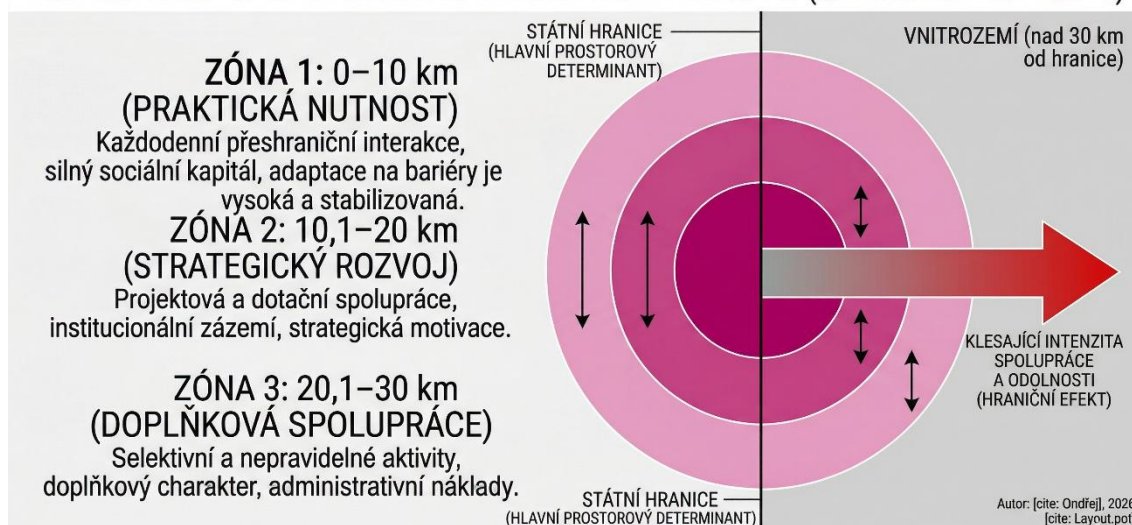 ZÓNA 1: 0–10 km
(PRAKTICKÁ NUTNOST)
Každodenní přeshraniční interakce,
silný sociální kapitál, adaptace na bariéry je
vysoká a stabilizovaná.
ZÓNA 2: 10,1–20 km
(STRATEGICKÝ ROZVOJ)
Projektová a dotační spolupráce,
institucionální zázemí, strategická motivace.
ZÓNA 3: 20,1–30 km
(DOPLŇKOVÁ SPOLUPRÁCE)
Selektivní a nepravidelné aktivity,
doplňkový charakter, administrativní náklady.
STÁTNÍ HRANICE
(HLAVNÍ PROSTOROVÝ
DETERMINANT)
VNITROZEMÍ (nad 30 km
od hranice)
KLESAJÍCÍ INTENZITA
SPOLUPRÁCE
A ODOLNOSTI
(HRANIČNÍ EFEKT)
STÁTNÍ HRANICE
(HLAVNÍ PROSTOROVÝ DETERMINANT)
Autor: [cite: Ondřej], 2026
[cite: Layout.pot